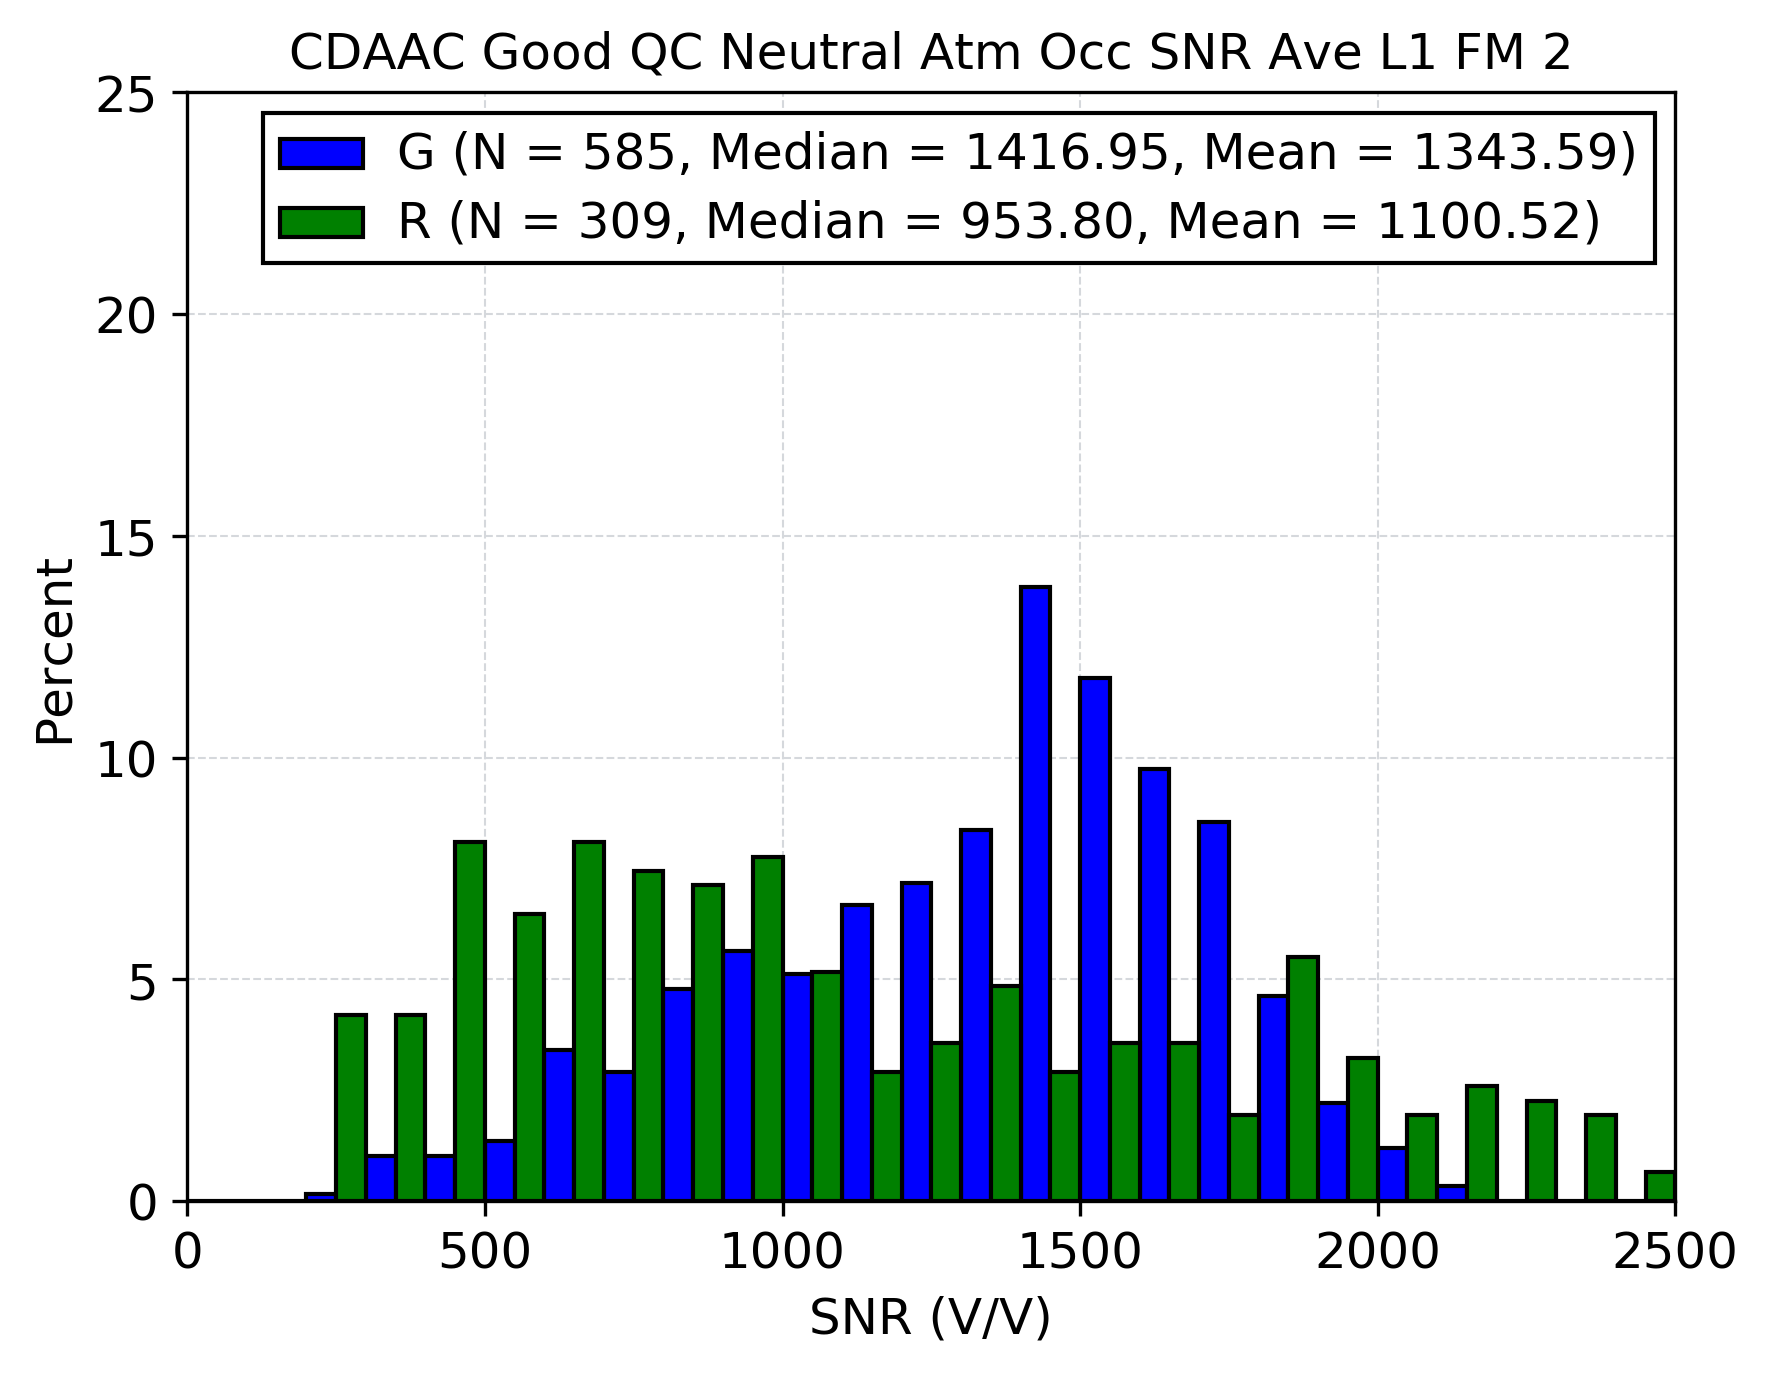 CDAAC Good QC Neutral Atm Occ SNR Ave L1 FM 2
25
G (N = 585, Median = 1416.95, Mean = 1343.59)
R (N = 309, Median = 953.80, Mean = 1100.52)
20
15
Percent
10
5
0
0 500 1000 1500 2000 2500
SNR (V/V)